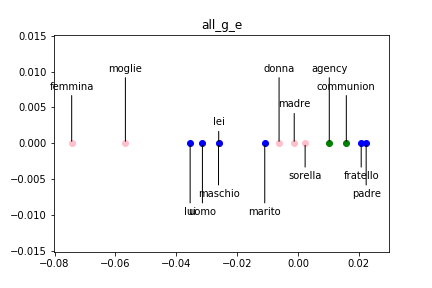 all_g_e
0.015
0.010
0.005
0.000
−0.005
−0.010
−0.015
femmina
moglie
donna
agency
communion
madre
lei
sorella
fratello
maschio
padre
lui
uomo
marito
−0.08
−0.06
−0.04
−0.02
0.00
0.02